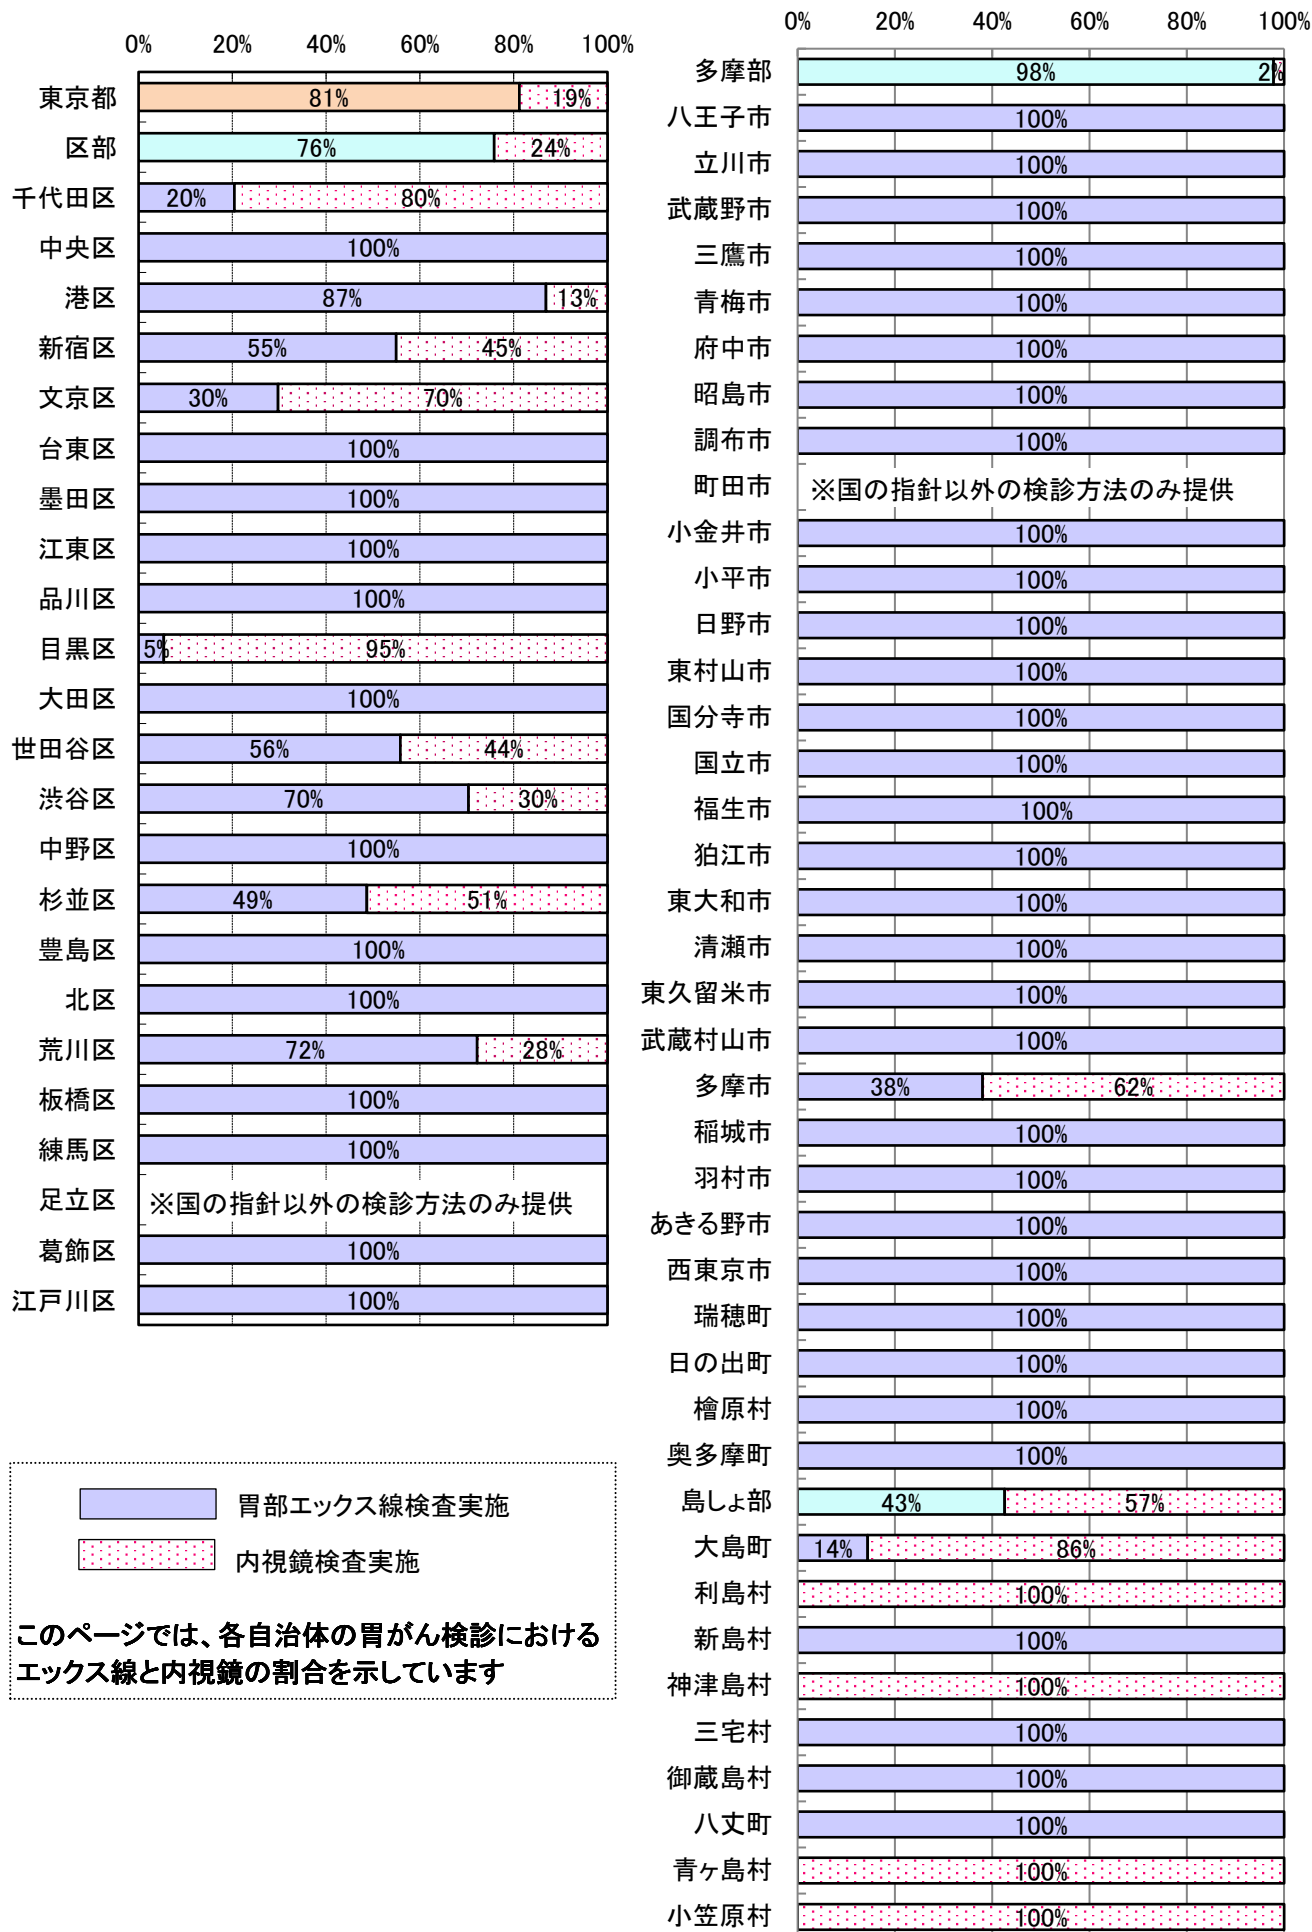 0% 20% 40% 60% 80% 100%
東京都 81% 19%
区部 76% 24%
千代田区 20% 80%
中央区 100%
港区 87% 13%
新宿区 55% 45%
文京区 30% 70%
台東区 100%
墨田区 100%
江東区 100%
品川区 100%
目黒区 5% 95%
大田区 100%
世田谷区 56% 44%
渋谷区 70% 30%
中野区 100%
杉並区 49% 51%
豊島区 100%
北区 100%
荒川区 72% 28%
板橋区 100%
練馬区 100%
足立区 ※国の指針以外の検診方法のみ提供
葛飾区 100%
江戸川区 100%
胃部エックス線検査実施
内視鏡検査実施
このページでは、各自治体の胃がん検診における
エックス線と内視鏡の割合を示しています
0% 20% 40% 60% 80% 100%
多摩部 98% 2%
八王子市 100%
立川市 100%
武蔵野市 100%
三鷹市 100%
青梅市 100%
府中市 100%
昭島市 100%
調布市 100%
町田市 ※国の指針以外の検診方法のみ提供
小金井市 100%
小平市 100%
日野市 100%
東村山市 100%
国分寺市 100%
国立市 100%
福生市 100%
狛江市 100%
東大和市 100%
清瀬市 100%
東久留米市 100%
武蔵村山市 100%
多摩市 38% 62%
稲城市 100%
羽村市 100%
あきる野市 100%
西東京市 100%
瑞穂町 100%
日の出町 100%
檜原村 100%
奥多摩町 100%
島しょ部 43% 57%
大島町 14% 86%
利島村 100%
新島村 100%
神津島村 100%
三宅村 100%
御蔵島村 100%
八丈町 100%
青ヶ島村 100%
小笠原村 100%